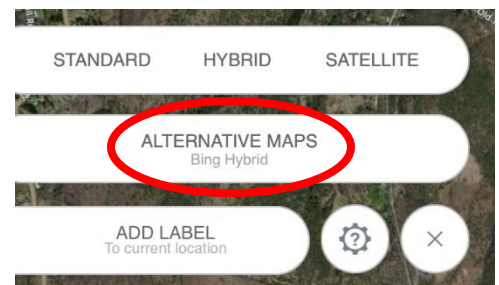 STANDARD HYBRID SATELLITE
ALTERNATIVE MAPS
Bing Hybrid
ADD LABEL
To current location
?